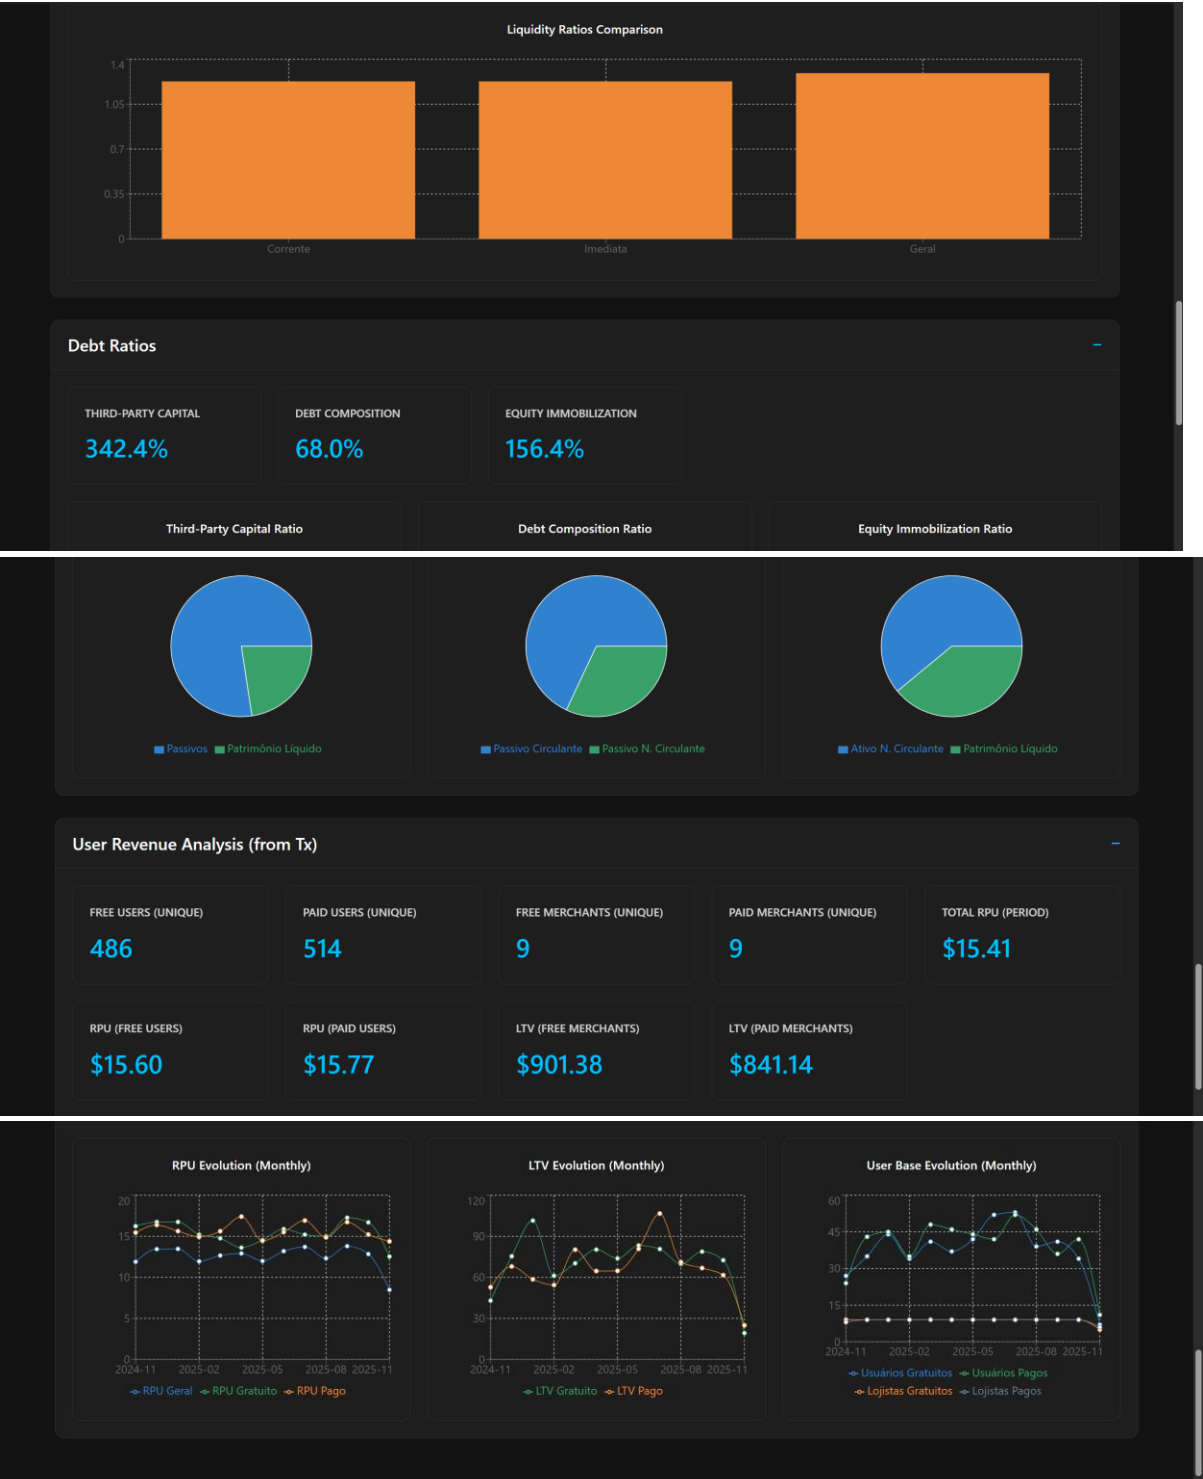 Liquidity Ratios Comparison
1.4
1.05
0.7
0.35
0
Corrente Imediata Geral
Debt Ratios
−
THIRD-PARTY CAPITAL
342.4%
DEBT COMPOSITION
68.0%
EQUITY IMMOBILIZATION
156.4%
Third-Party Capital Ratio
Debt Composition Ratio
Equity Immobilization Ratio
Passivos Patrimônio Líquido
Passivo Circulante Passivo N. Circulante
Ativo N. Circulante Patrimônio Líquido
User Revenue Analysis (from Tx)
−
FREE USERS (UNIQUE)
486
PAID USERS (UNIQUE)
514
FREE MERCHANTS (UNIQUE)
9
PAID MERCHANTS (UNIQUE)
9
TOTAL RPU (PERIOD)
$15.41
RPU (FREE USERS)
$15.60
RPU (PAID USERS)
$15.77
LTV (FREE MERCHANTS)
$901.38
LTV (PAID MERCHANTS)
$841.14
RPU Evolution (Monthly)
20
15
10
5
0
2024-11 2025-02 2025-05 2025-08 2025-11
RPU Geral RPU Gratuito RPU Pago
LTV Evolution (Monthly)
120
90
60
30
0
2024-11 2025-02 2025-05 2025-08 2025-11
LTV Gratuito LTV Pago
User Base Evolution (Monthly)
60
45
30
15
0
2024-11 2025-02 2025-05 2025-08 2025-11
Usuários Gratuitos Usuários Pagos
Lojistas Gratuitos Lojistas Pagos